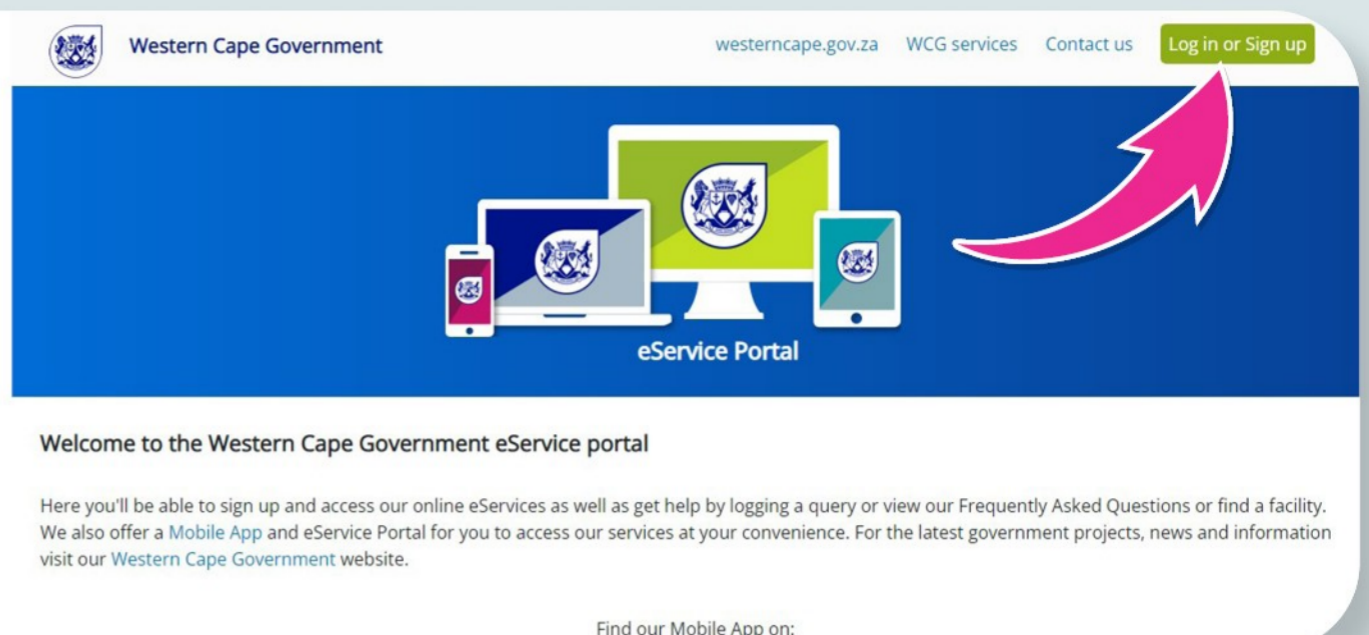 Western Cape Government
westerncape.gov.za WCG services Contact us Log in or Sign up
eService Portal
Welcome to the Western Cape Government eService portal
Here you'll be able to sign up and access our online eServices as well as get help by logging a query or view our Frequently Asked Questions or find a facility.
We also offer a Mobile App and eService Portal for you to access our services at your convenience. For the latest government projects, news and information
visit our Western Cape Government website.
Find our Mobile App on: